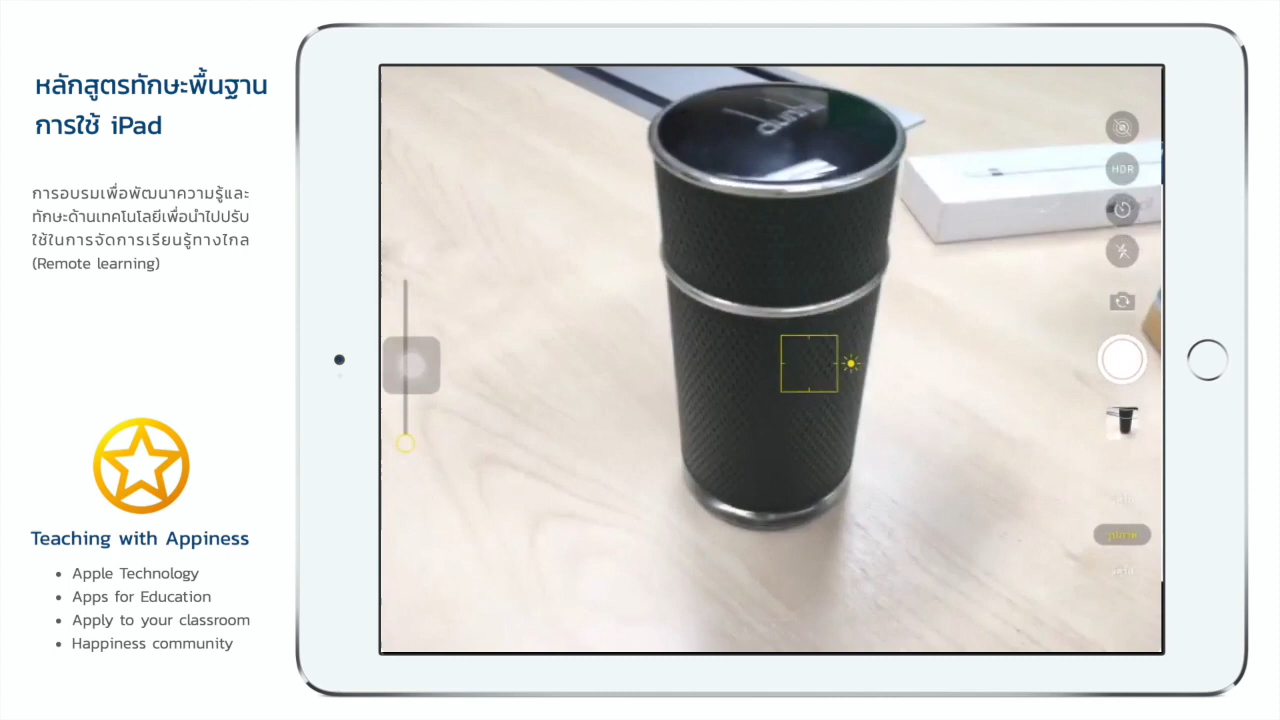 หลักสูตรทักษะพื้นฐาน
การใช้ iPad
การอบรมเพื่อพัฒนาความรู้และ
ทักษะด้านเทคโนโลยีเพื่อนำไปปรับ
ใช้ในการจัดการเรียนรู้ทางไกล
(Remote learning)
Teaching with Appiness
• Apple Technology
• Apps for Education
• Apply to your classroom
• Happiness community
HDR
รูปภาพ